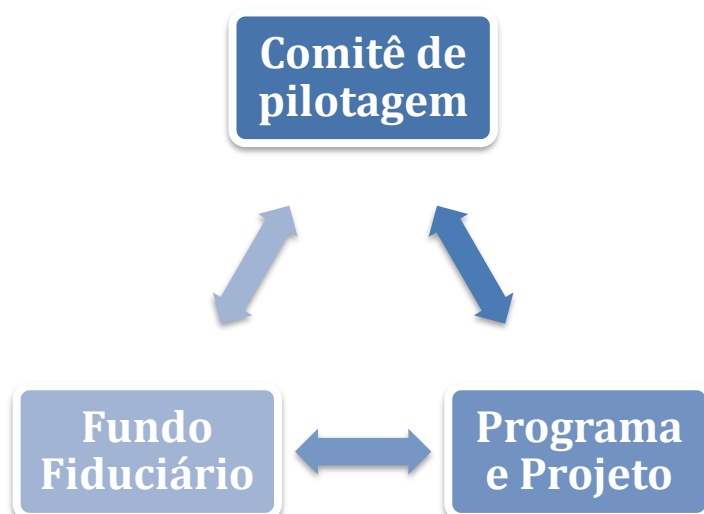 Comitê de
pilotagem
Fundo
Fiduciário
Programa
e Projeto